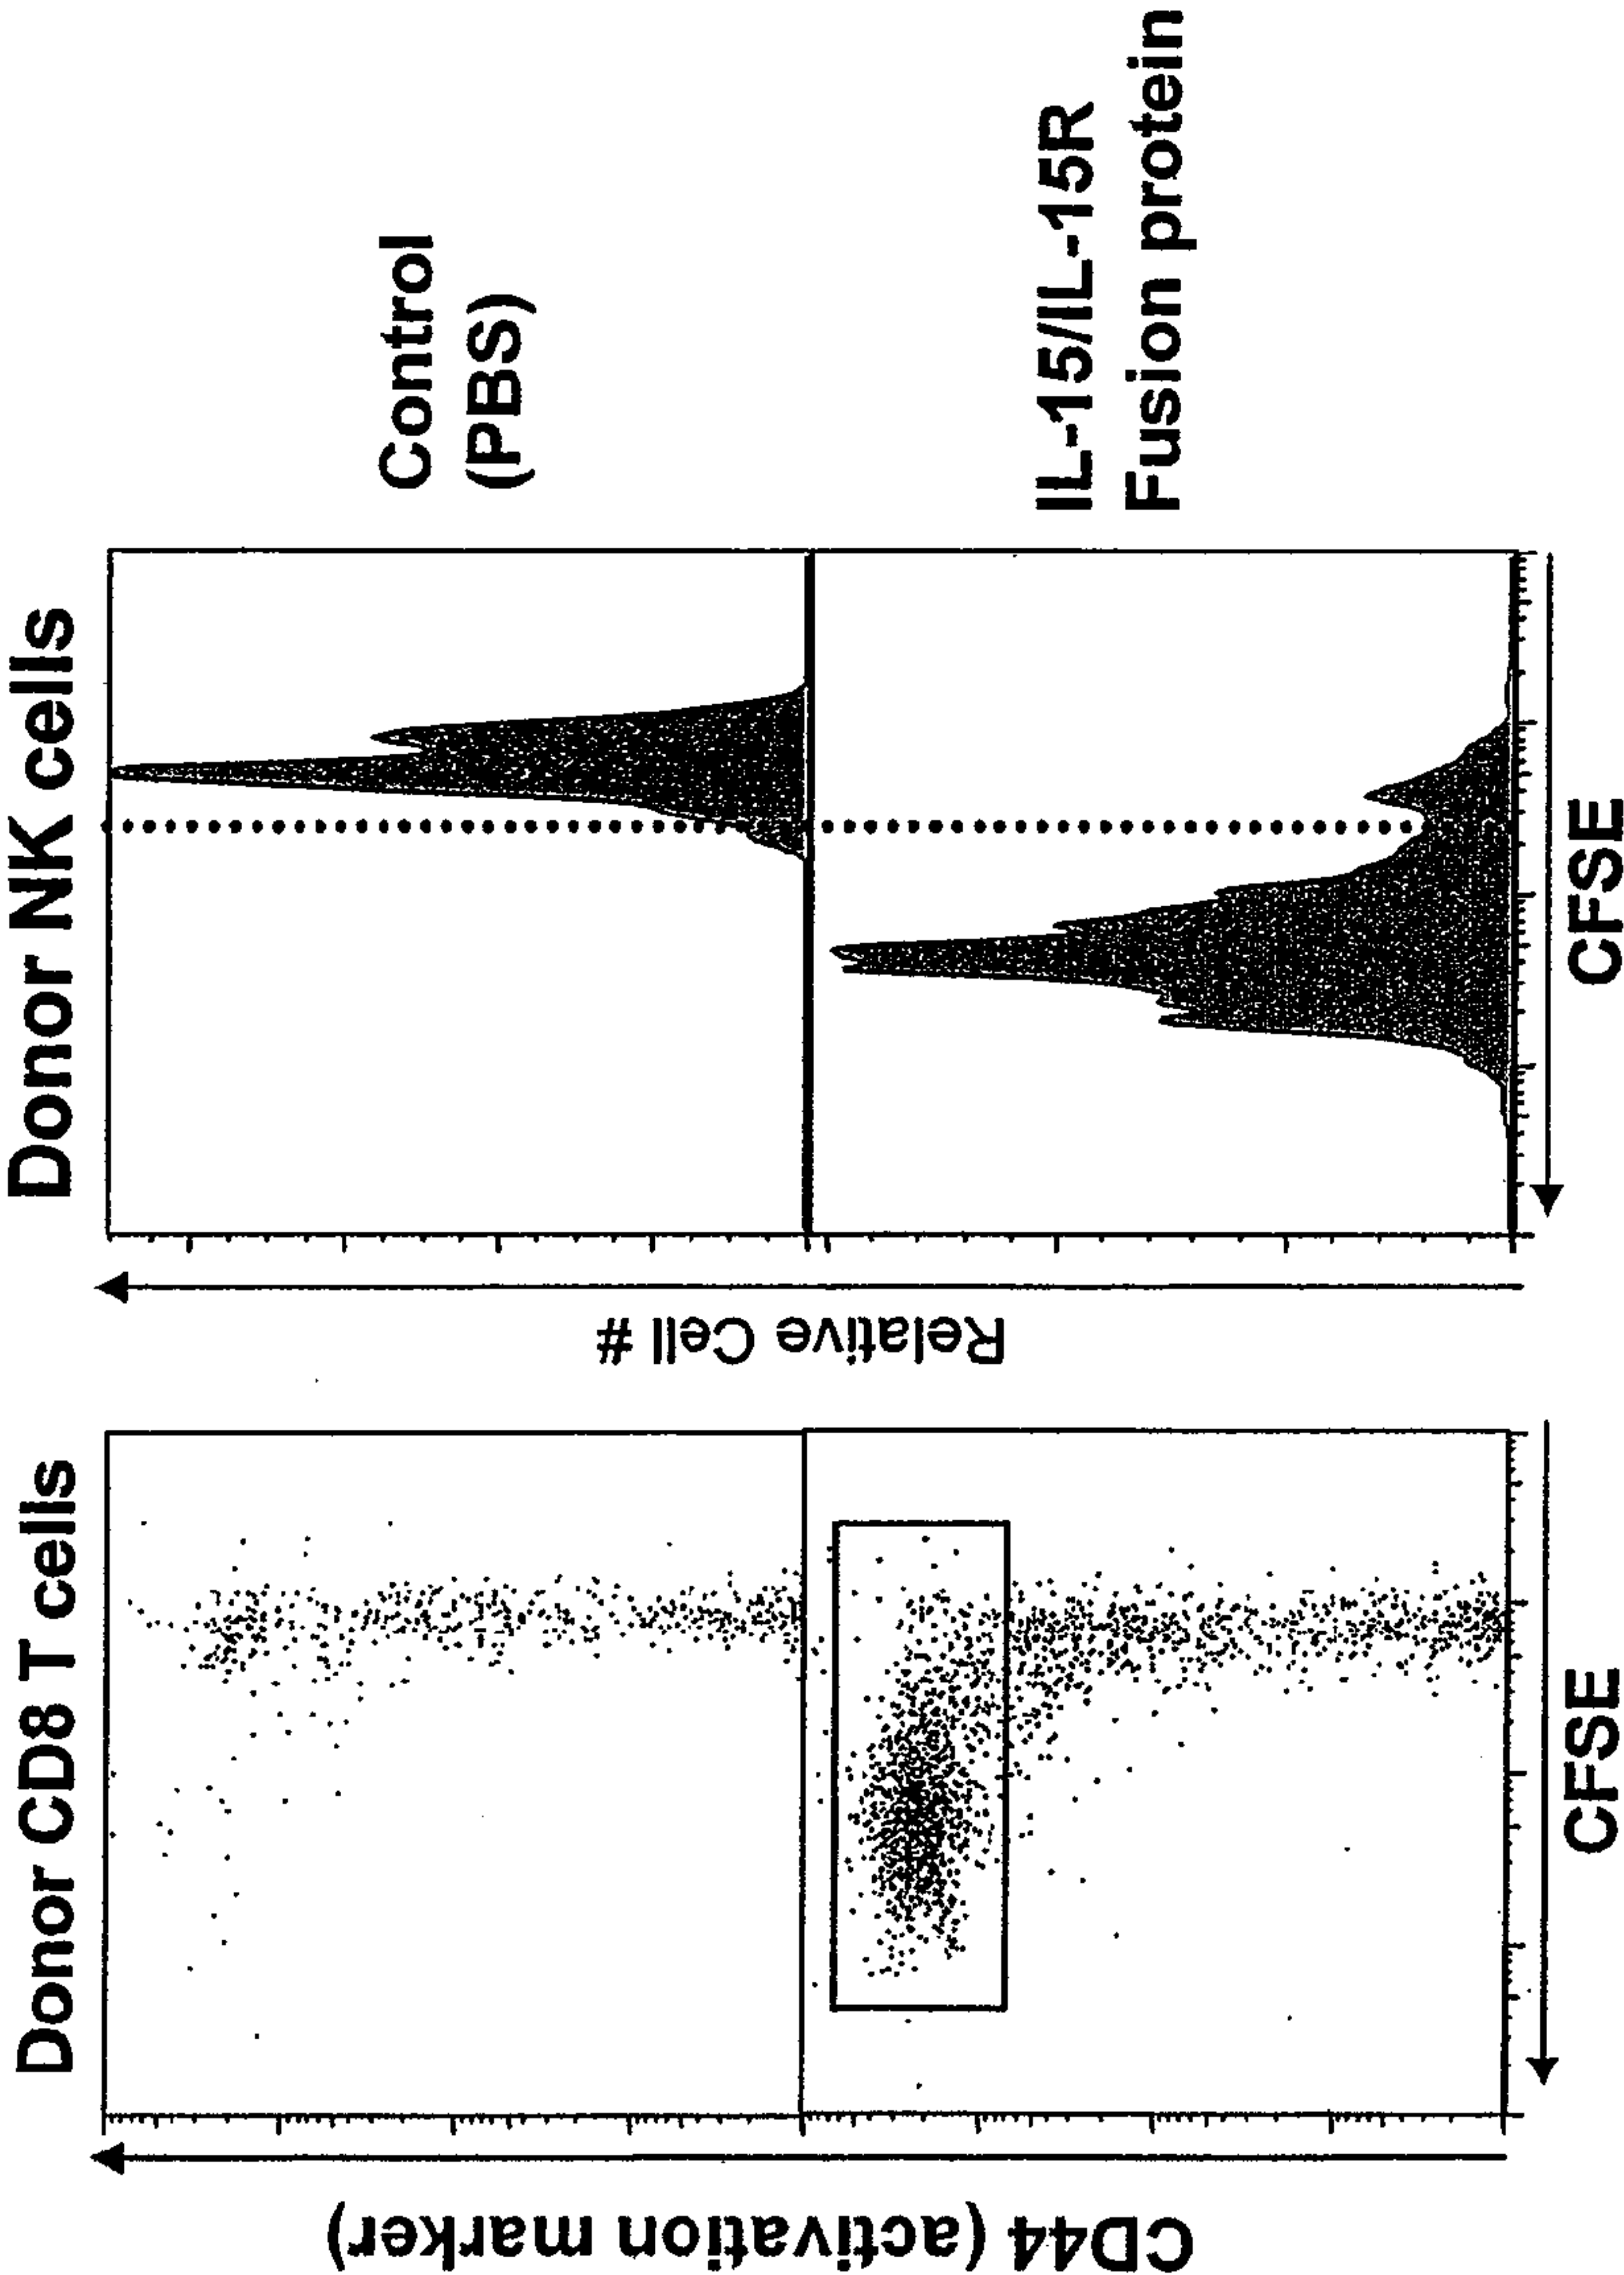 Donor CD8 T cells
Donor NK cells
CD44 (activation marker)
Relative Cell #
Control
(PBS)
IL-15/IL-15R
Fusion protein
CFSE
CFSE